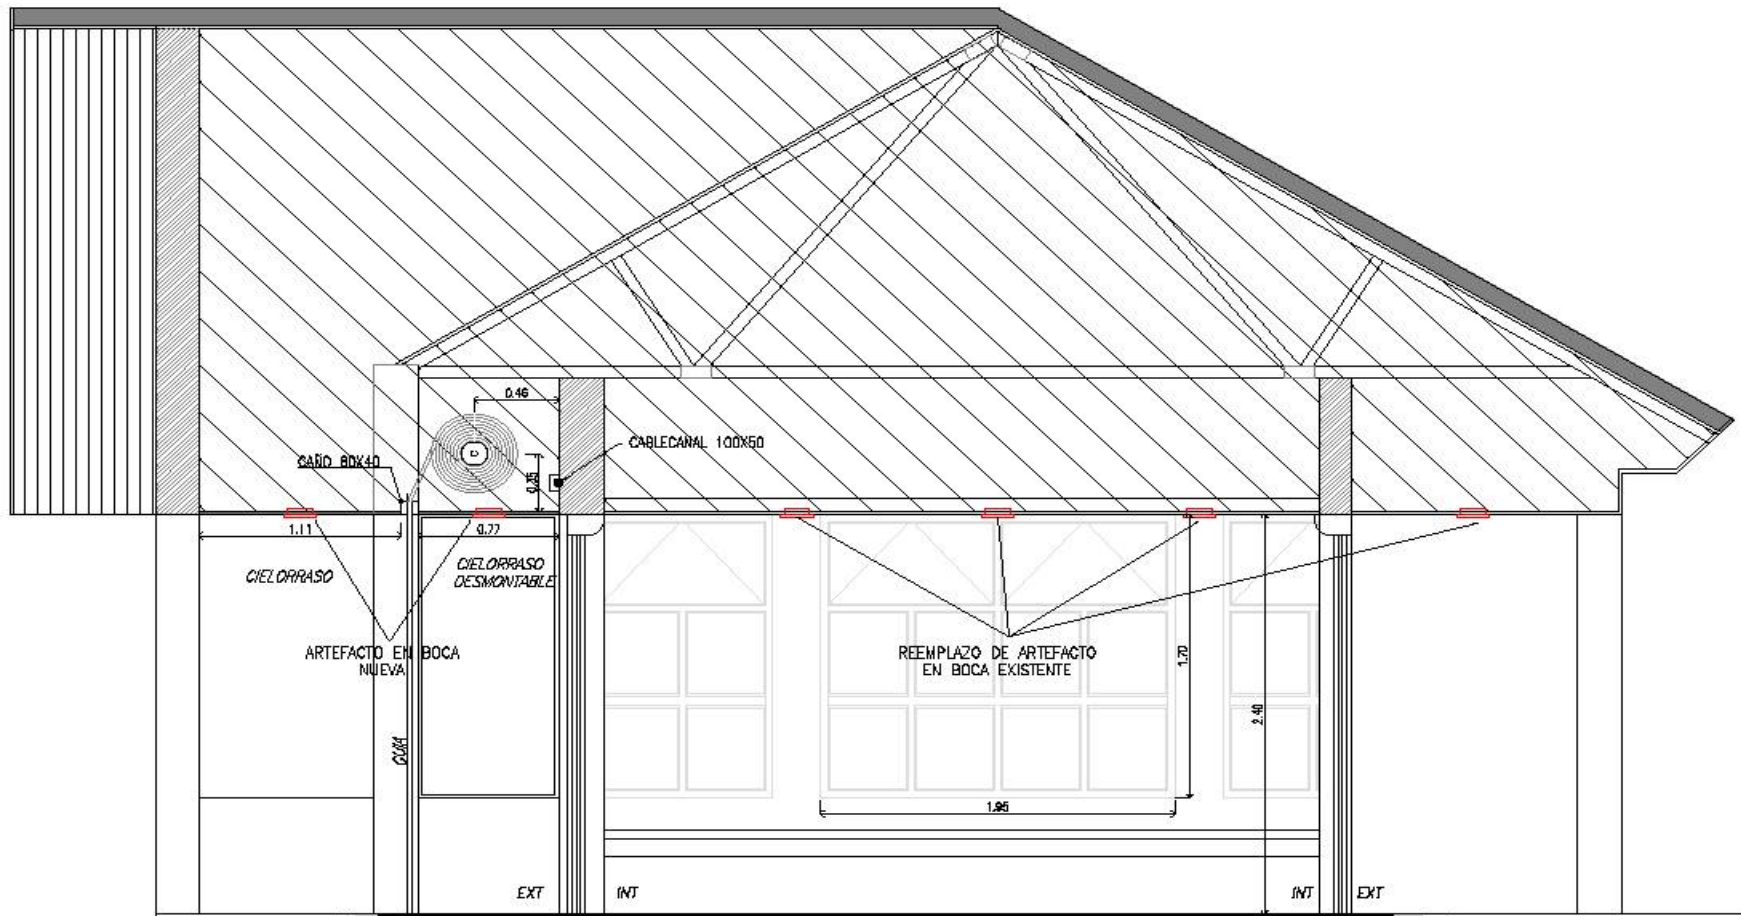 0.46
CABLECANAL 100X50
CAÑO 80X40
0.35
1.11
0.77
CIELORRASO
CIELORRASO
DESMONTABLE
ARTEFACTO EN BOCA
NUEVA
REEMPLAZO DE ARTEFACTO
EN BOCA EXISTENTE
1.70
2.40
GUIA
1.95
EXT
INT
INT
EXT